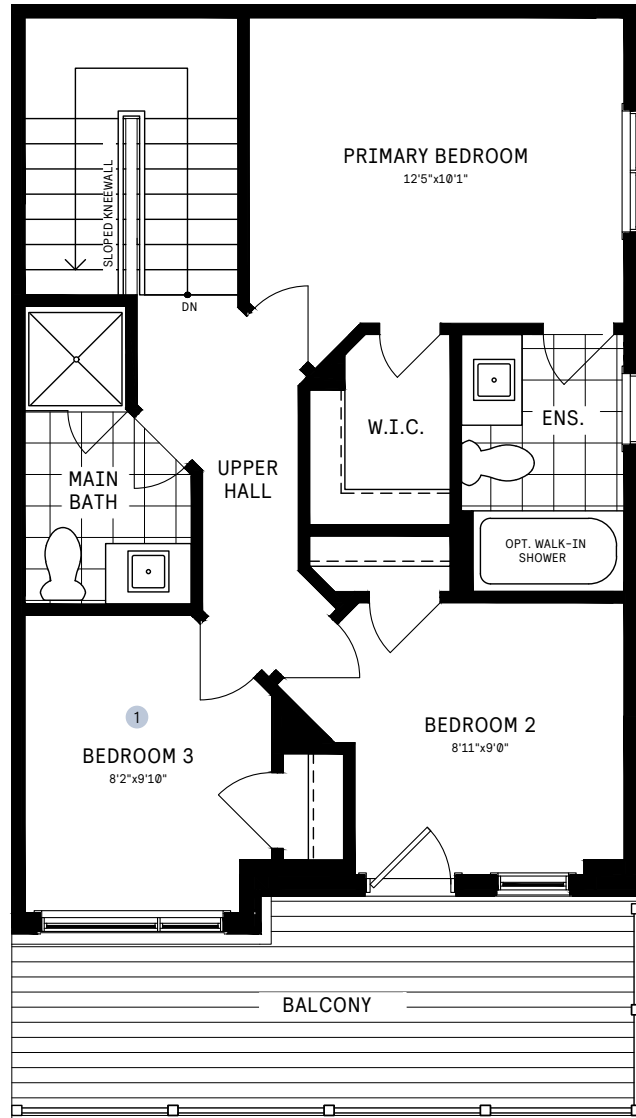 PRIMARY BEDROOM
12'5"x10'1"
SLOPED KNEEWALL
DN
W.I.C.
ENS.
MAIN
BATH
UPPER
HALL
OPT. WALK-IN
SHOWER
1
BEDROOM 3
8'2"x9'10"
BEDROOM 2
8'11"x9'0"
BALCONY